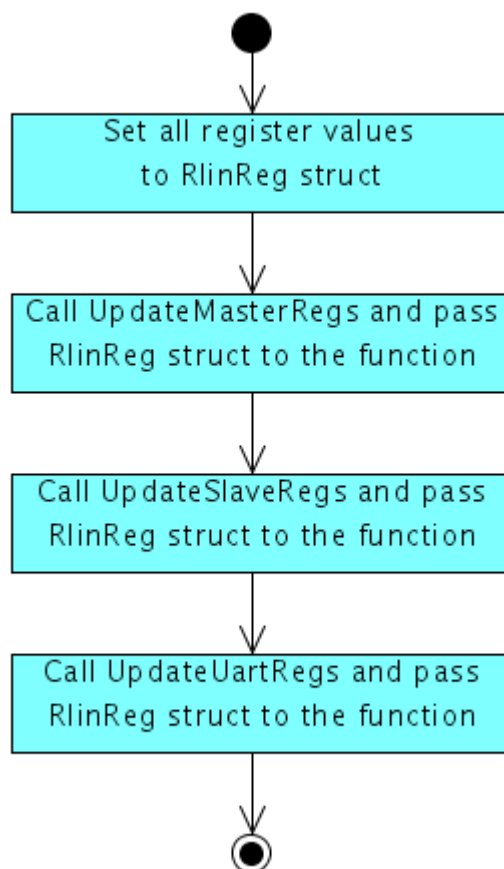 Set all register values
to RlinReg struct
Call UpdateMasterRegs and pass
RlinReg struct to the function
Call UpdateSlaveRegs and pass
RlinReg struct to the function
Call UpdateUartRegs and pass
RlinReg struct to the function